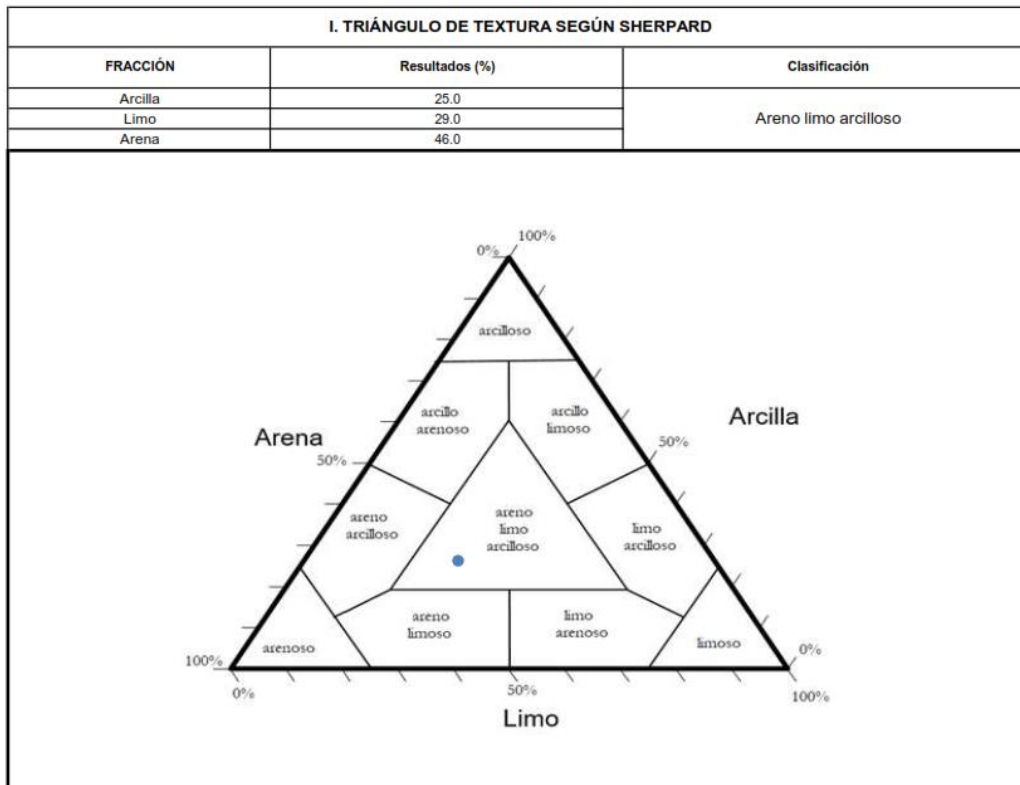 I. TRIÁNGULO DE TEXTURA SEGÚN SHERPARD
FRACCIÓN Resultados (%) Clasificación
Arcilla 25.0
Limo 29.0
Arena 46.0
Areno limo arcilloso
100%
0%
arcilloso
arcillo
arenoso
arcillo
limoso
Arcilla
Arena
50%
50%
areno
arcilloso
areno
limo
arcilloso
limo
arcilloso
areno
limoso
limo
arenoso
arenoso
limoso
100%
0%
0%
50%
100%
Limo